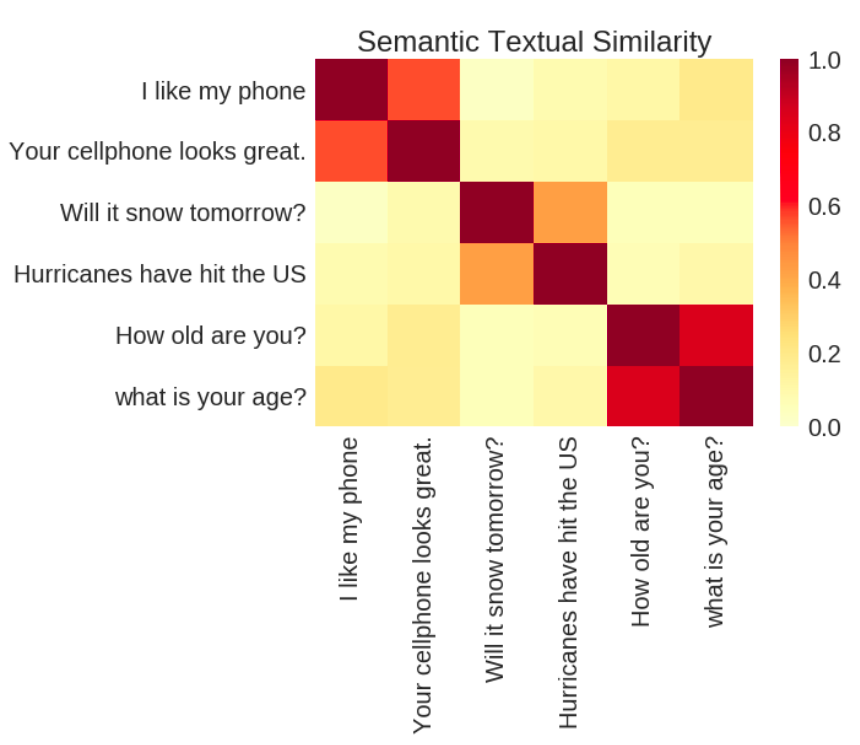 Semantic Textual Similarity
I like my phone
Your cellphone looks great.
Will it snow tomorrow?
Hurricanes have hit the US
How old are you?
what is your age?
1.0
0.8
0.6
0.4
0.2
0.0
I like my phone
Your cellphone looks great.
Will it snow tomorrow?
Hurricanes have hit the US
How old are you?
what is your age?